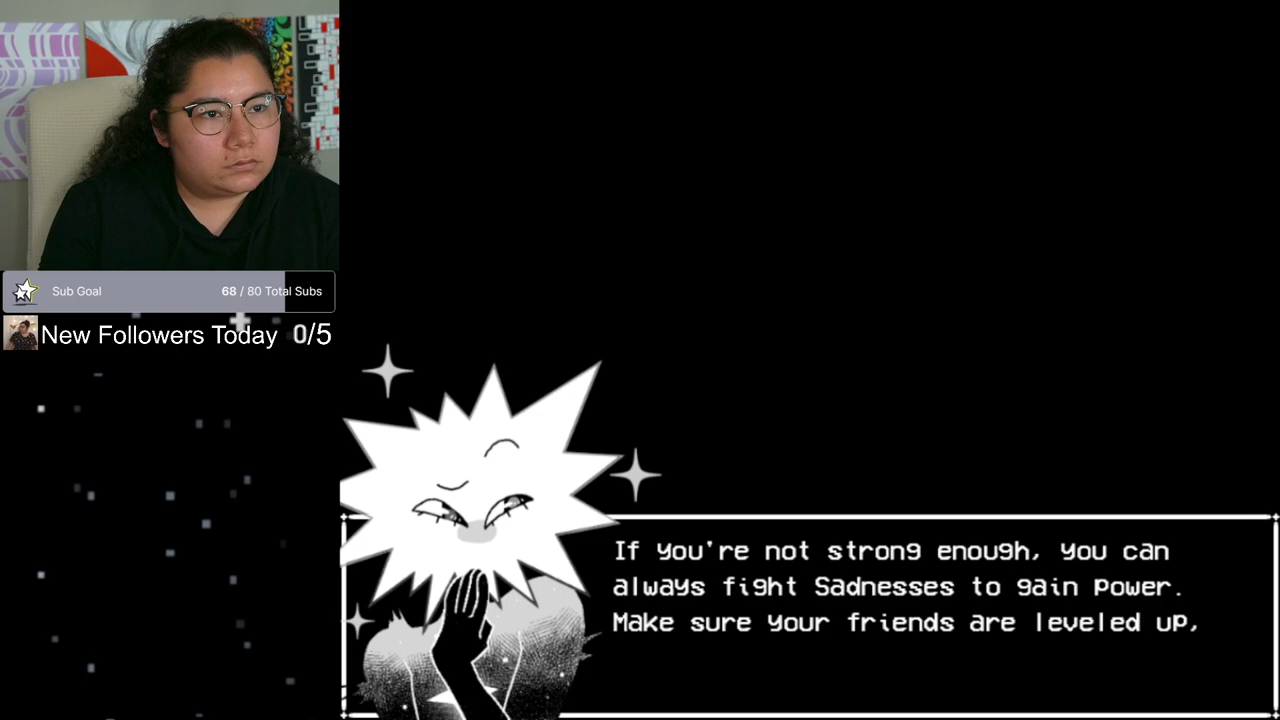 Sub Goal 68 / 80 Total Subs
New Followers Today 0/5
If you're not strong enough, you can
always fight Sadnesses to gain power.
Make sure your friends are leveled up,